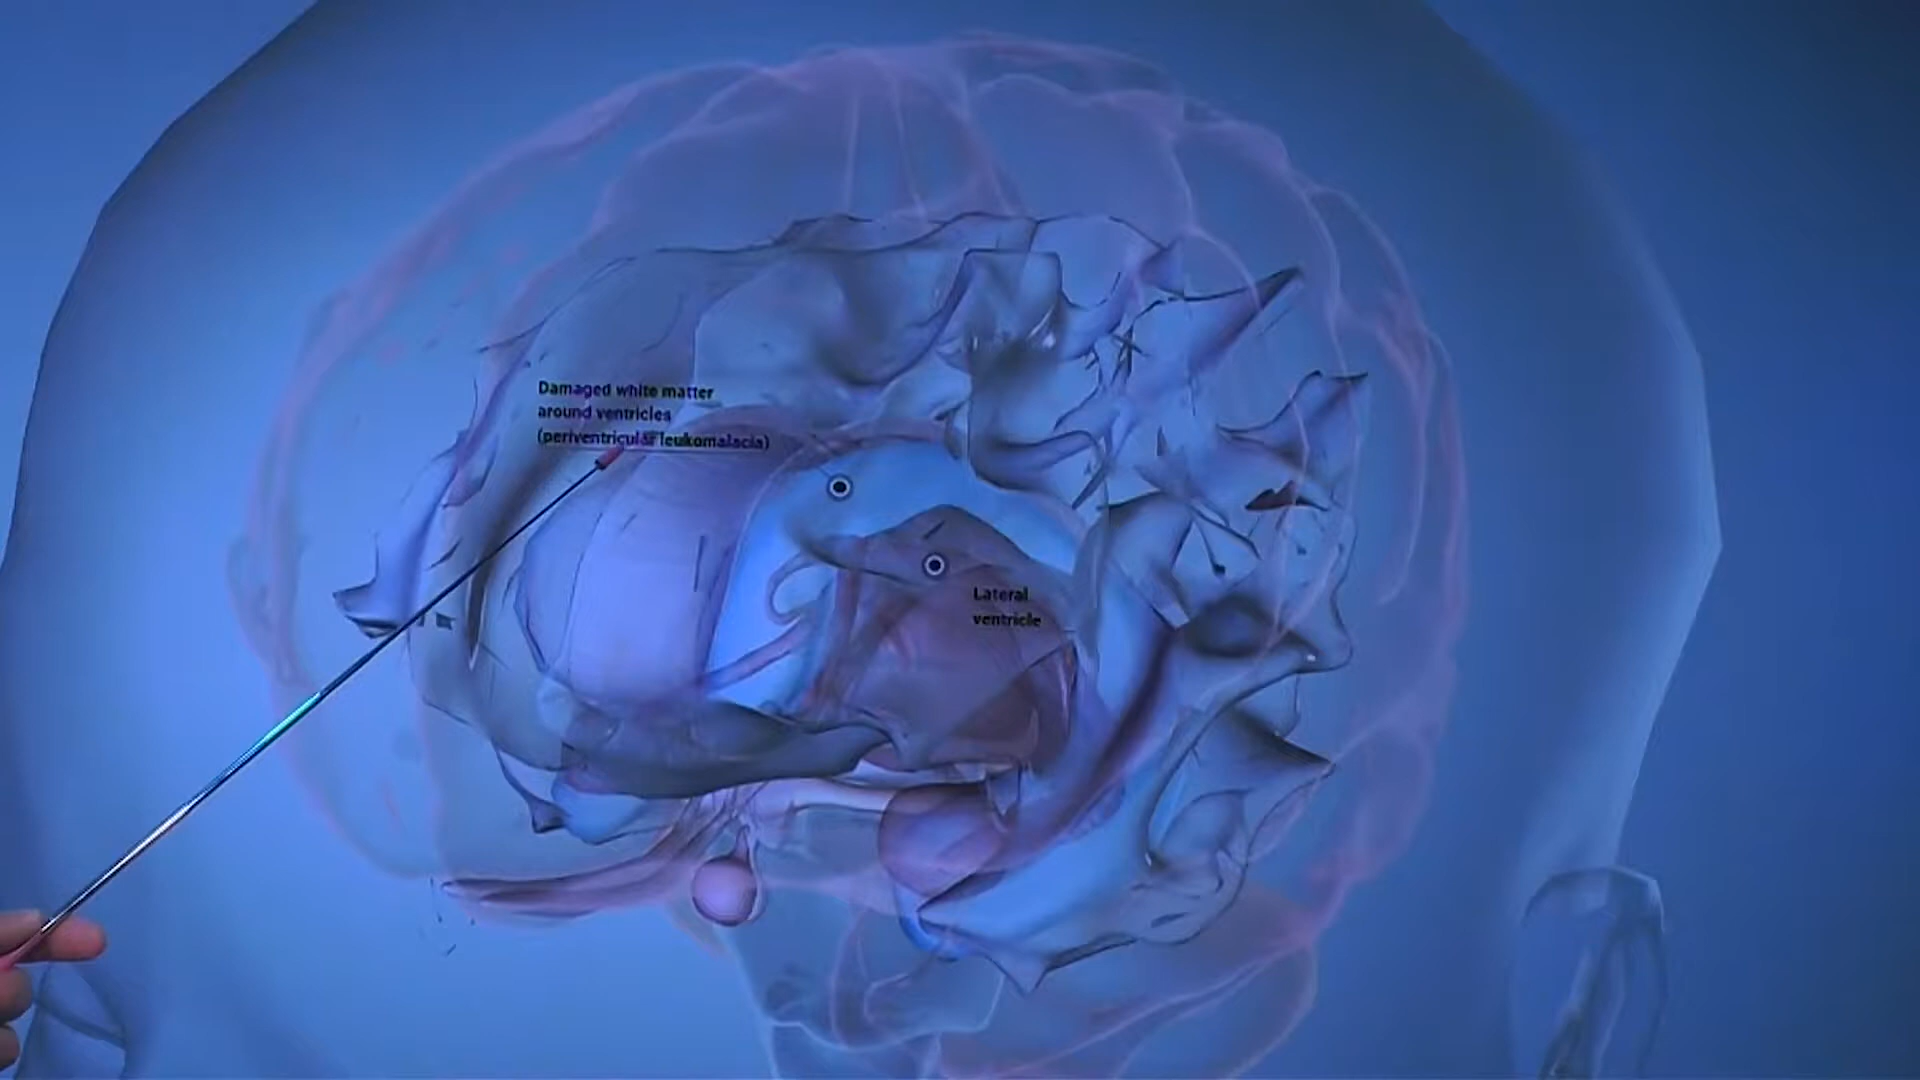 Damaged white matter
around ventricles
(periventricular leukomalacia)
Lateral
ventricle